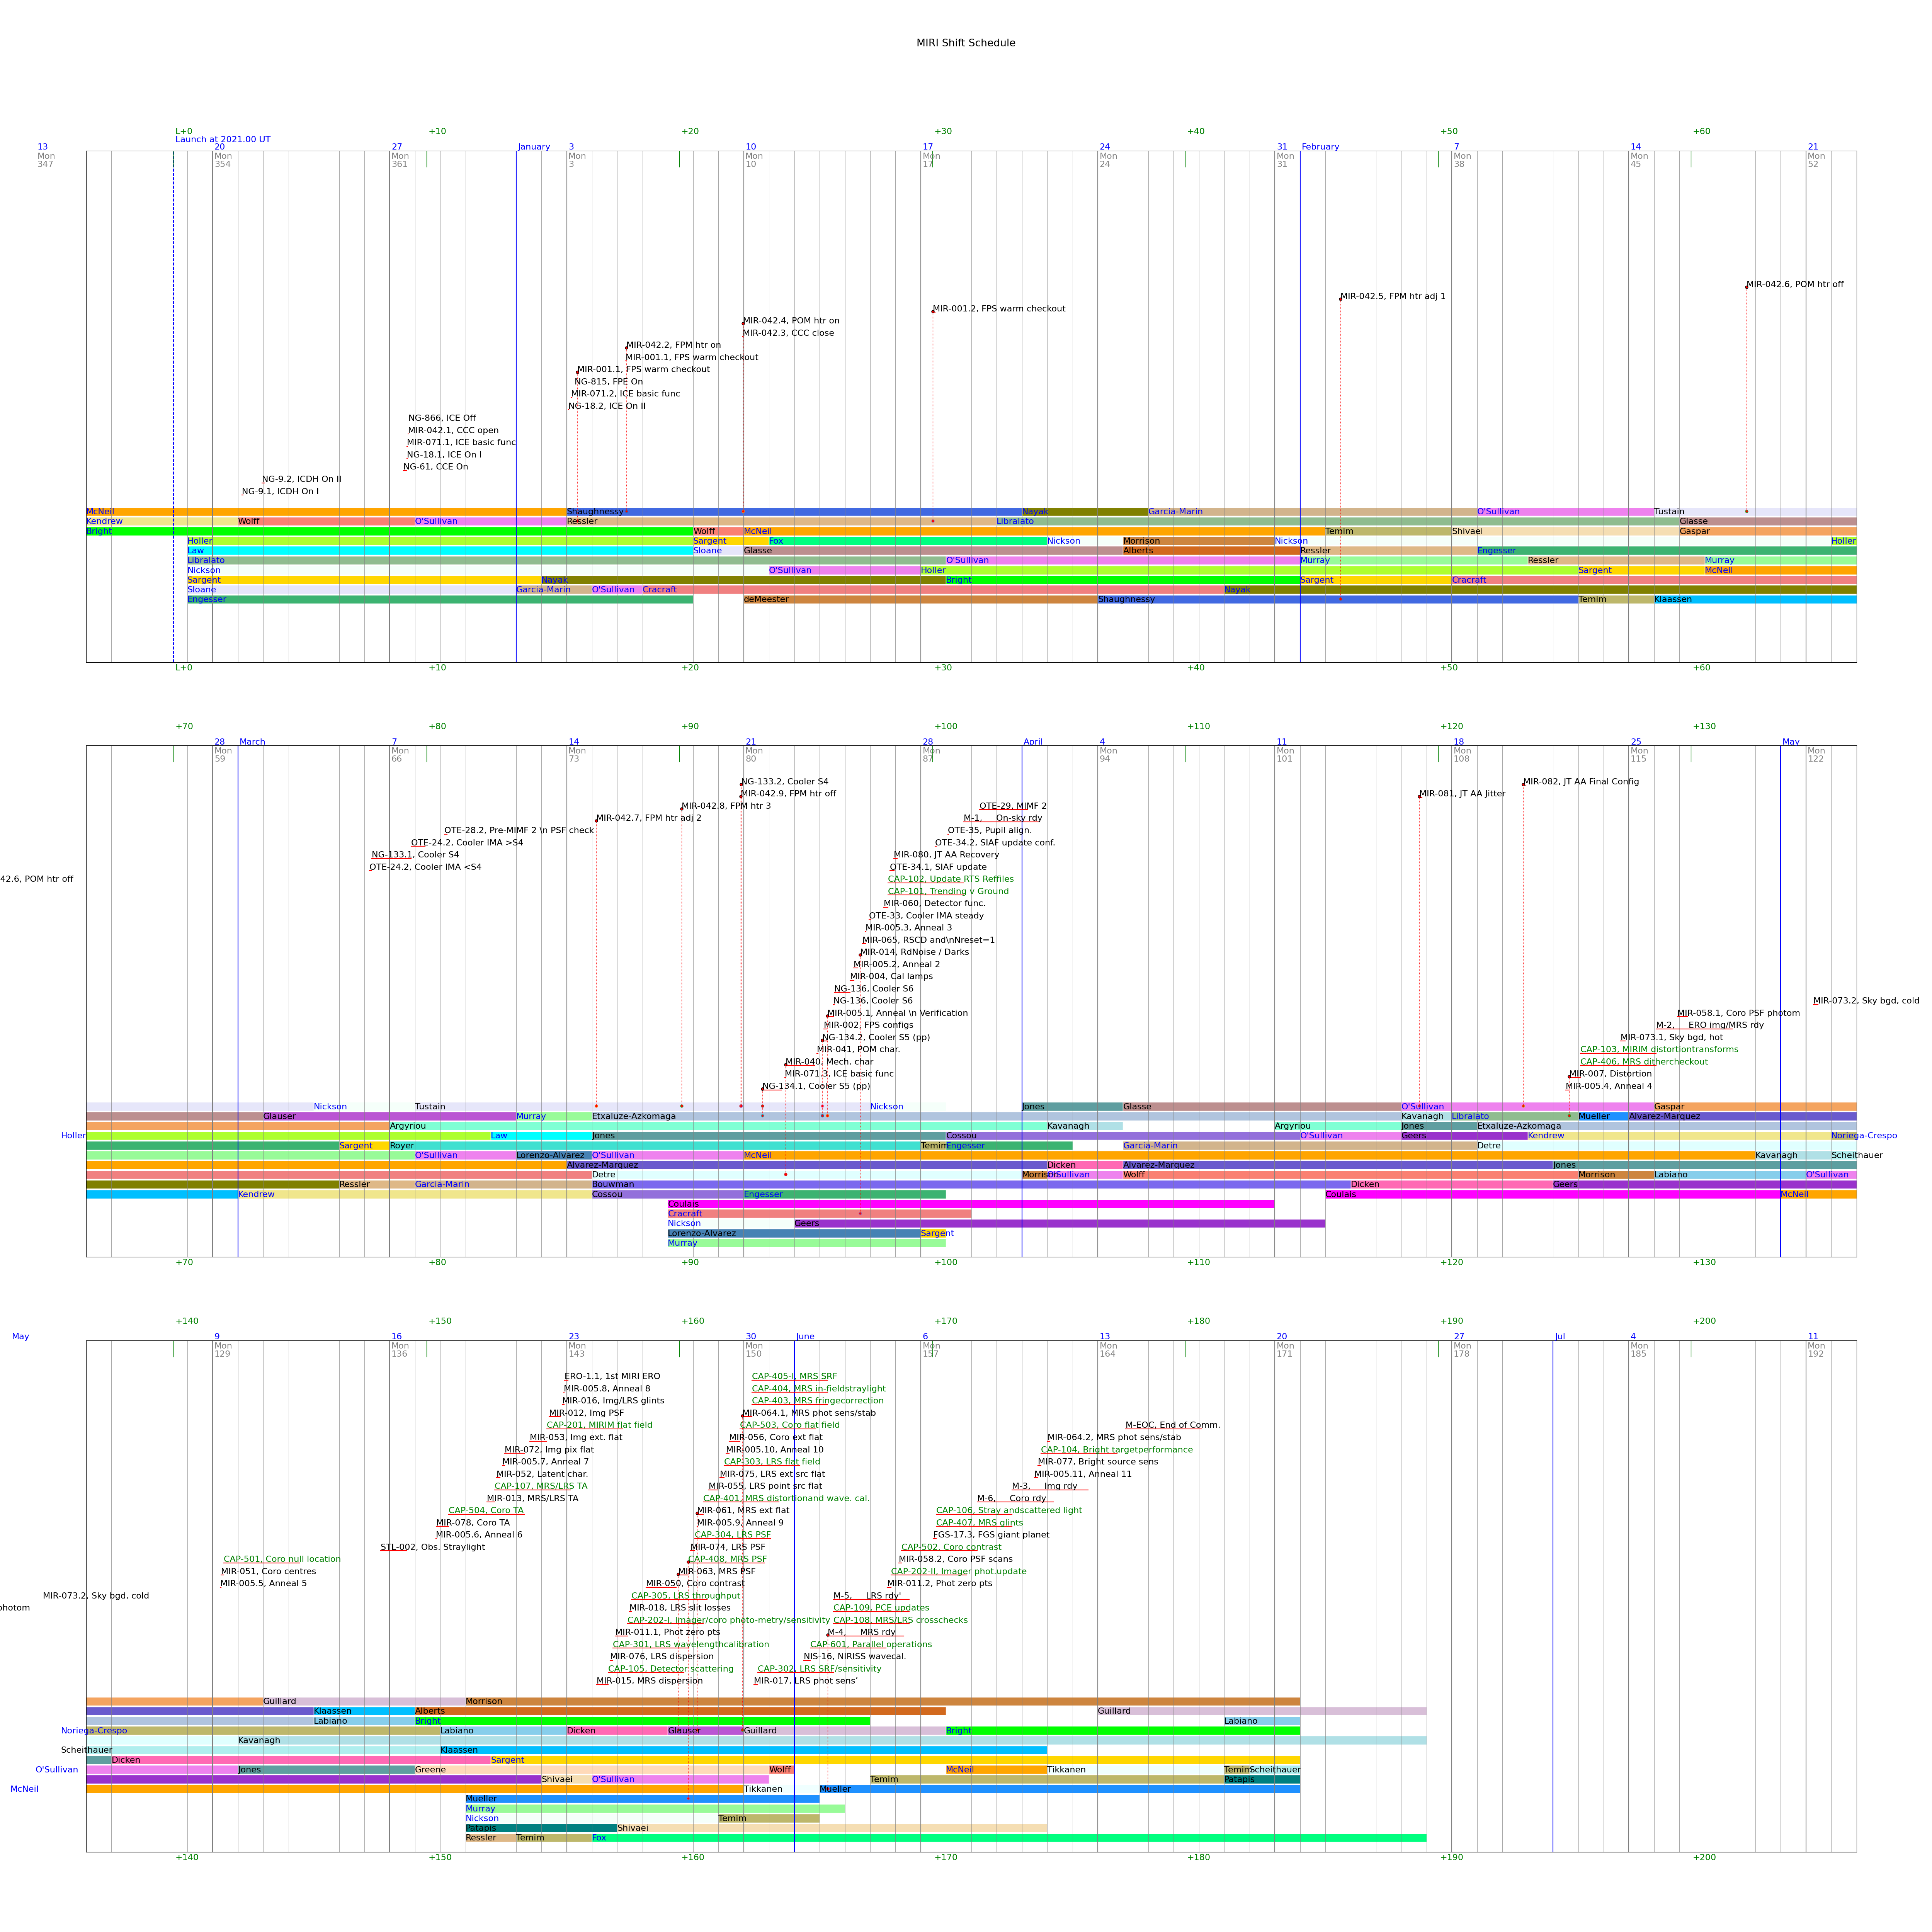 MIRI Shift Schedule
L+0 +10 +20 +30 +40 +50 +60
Launch at 2021.00 UT
13 20 27 January 3 10 17 24 31 February 7 14 21
Mon Mon Mon Mon Mon Mon Mon Mon Mon Mon Mon
347 354 361 3 10 17 24 31 38 45 52
MIR-042.6, POM htr off
MIR-042.5, FPM htr adj 1
MIR-001.2, FPS warm checkout
MIR-042.4, POM htr on
MIR-042.3, CCC close
MIR-042.2, FPM htr on
MIR-001.1, FPS warm checkout
MIR-001.1, FPS warm checkout
NG-815, FPE On
MIR-071.2, ICE basic func
NG-18.2, ICE On II
NG-866, ICE Off
MIR-042.1, CCC open
MIR-071.1, ICE basic func
NG-18.1, ICE On I
NG-61, CCE On
NG-9.2, ICDH On II
NG-9.1, ICDH On I
McNeil Shaughnessy Nayak Garcia-Marin O'Sullivan Tustain
Kendrew Wolff O'Sullivan Ressler Libralato Glasse
Bright Wolff McNeil Temim Shivaei Gaspar
Holler Sargent Fox Nickson Morrison Nickson Holler
Law Sloane Glasse Alberts Ressler Engesser
Libralato O'Sullivan Murray Ressler Murray
Nickson O'Sullivan Holler Sargent McNeil
Sargent Nayak Bright Sargent Cracraft
Sloane Garcia-Marin O'Sullivan Cracraft Nayak
Engesser deMeester Shaughnessy Temim Klaassen
L+0 +10 +20 +30 +40 +50 +60
+70 +80 +90 +100 +110 +120 +130
28 March 7 14 21 28 April 4 11 18 25 May
Mon Mon Mon Mon Mon Mon Mon Mon Mon Mon
59 66 73 80 87 94 101 108 115 122
NG-133.2, Cooler S4 MIR-082, JT AA Final Config
MIR-042.9, FPM htr off MIR-081, JT AA Jitter
MIR-042.8, FPM htr 3 OTE-29, MIMF 2
MIR-042.7, FPM htr adj 2 M-1, On-sky rdy
OTE-28.2, Pre-MIMF 2 \n PSF check OTE-35, Pupil align.
OTE-24.2, Cooler IMA >S4 OTE-34.2, SIAF update conf.
NG-133.1, Cooler S4 MIR-080, JT AA Recovery
OTE-24.2, Cooler IMA <S4 OTE-34.1, SIAF update
42.6, POM htr off CAP-102, Update RTS Reffiles
CAP-101, Trending v Ground
MIR-060, Detector func.
OTE-33, Cooler IMA steady
MIR-005.3, Anneal 3
MIR-065, RSCD and\nNreset=1
MIR-014, RdNoise / Darks
MIR-005.2, Anneal 2
MIR-004, Cal lamps
NG-136, Cooler S6
NG-136, Cooler S6 MIR-073.2, Sky bgd, cold
MIR-005.1, Anneal \n Verification MIR-058.1, Coro PSF photom
MIR-002, FPS configs M-2, ERO img/MRS rdy
NG-134.2, Cooler S5 (pp) MIR-073.1, Sky bgd, hot
MIR-041, POM char. CAP-103, MIRIM distortiontransforms
MIR-040, Mech. char CAP-406, MRS dithercheckout
MIR-071.3, ICE basic func MIR-007, Distortion
NG-134.1, Cooler S5 (pp) MIR-005.4, Anneal 4
Nickson Tustain Nickson Jones Glasse O'Sullivan Gaspar
Glauser Murray Etxaluze-Azkomaga Kavanagh Libralato Mueller Alvarez-Marquez
Argyriou Kavanagh Argyriou Jones Etxaluze-Azkomaga
Holler Law Jones Cossou O'Sullivan Geers Kendrew Noriega-Crespo
Sargent Royer Temim Engesser Garcia-Marin Detre
O'Sullivan Lorenzo-Alvarez O'Sullivan McNeil Kavanagh Scheithauer
Alvarez-Marquez Dicken Alvarez-Marquez Jones
Detre Morrison O'Sullivan Wolff Morrison Labiano O'Sullivan
Ressler Garcia-Marin Bouwman Dicken Geers
Kendrew Cossou Engesser Coulais McNeil
Coulais
Cracraft
Nickson Geers
Lorenzo-Alvarez Sargent
Murray
+70 +80 +90 +100 +110 +120 +130
+140 +150 +160 +170 +180 +190 +200
May 9 16 23 30 June 6 13 20 27 Jul 4 11
Mon Mon Mon Mon Mon Mon Mon Mon Mon Mon
129 136 143 150 157 164 171 178 185 192
ERO-1.1, 1st MIRI ERO CAP-405-I, MRS SRF
MIR-005.8, Anneal 8 CAP-404, MRS in-fieldstraylight
MIR-016, Img/LRS glints CAP-403, MRS fringecorrection
MIR-012, Img PSF MIR-064.1, MRS phot sens/stab
CAP-201, MIRIM flat field CAP-503, Coro flat field M-EOC, End of Comm.
MIR-053, Img ext. flat MIR-056, Coro ext flat MIR-064.2, MRS phot sens/stab
MIR-072, Img pix flat MIR-005.10, Anneal 10 CAP-104, Bright targetperformance
MIR-005.7, Anneal 7 CAP-303, LRS flat field MIR-077, Bright source sens
MIR-052, Latent char. MIR-075, LRS ext src flat MIR-005.11, Anneal 11
CAP-107, MRS/LRS TA MIR-055, LRS point src flat M-3, Img rdy
MIR-013, MRS/LRS TA CAP-401, MRS distortionand wave. cal. M-6, Coro rdy
CAP-504, Coro TA MIR-061, MRS ext flat CAP-106, Stray andscattered light
MIR-078, Coro TA MIR-005.9, Anneal 9 CAP-407, MRS glints
MIR-005.6, Anneal 6 CAP-304, LRS PSF FGS-17.3, FGS giant planet
STL-002, Obs. Straylight MIR-074, LRS PSF CAP-502, Coro contrast
CAP-501, Coro null location CAP-408, MRS PSF MIR-058.2, Coro PSF scans
MIR-051, Coro centres MIR-063, MRS PSF CAP-202-II, Imager phot.update
MIR-005.5, Anneal 5 MIR-050, Coro contrast MIR-011.2, Phot zero pts
MIR-073.2, Sky bgd, cold CAP-305, LRS throughput M-5, LRS rdy'
photom MIR-018, LRS slit losses CAP-109, PCE updates
CAP-202-I, Imager/coro photo-metry/sensitivity CAP-108, MRS/LRS crosschecks
MIR-011.1, Phot zero pts M-4, MRS rdy
CAP-301, LRS wavelengthcalibration CAP-601, Parallel operations
MIR-076, LRS dispersion NIS-16, NIRISS wavecal.
CAP-105, Detector scattering CAP-302, LRS SRF/sensitivity
MIR-015, MRS dispersion MIR-017, LRS phot sens'
Guillard Morrison
Klaassen Alberts Guillard
Labiano Bright Labiano
Noriega-Crespo Labiano Dicken Glauser Guillard Bright
Kavanagh
Scheithauer Klaassen
Dicken Sargent
O'Sullivan Jones Greene Wolff McNeil Tikkanen Temim Scheithauer
Shivaei O'Sullivan Temim Patapis
McNeil Tikkanen Mueller
Mueller
Murray
Nickson Temim
Patapis Shivaei
Ressler Temim Fox
+140 +150 +160 +170 +180 +190 +200